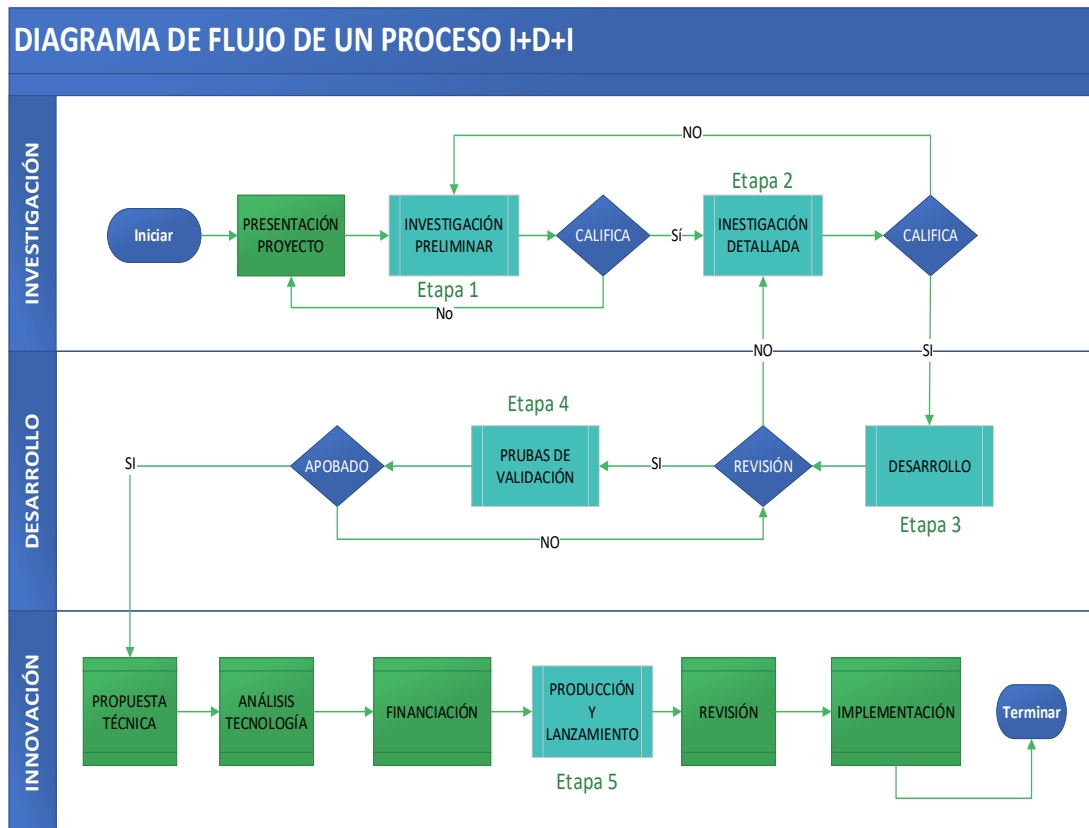 DIAGRAMA DE FLUJO DE UN PROCESO I+D+I
INVESTIGACIÓN
NO
Etapa 2
Iniciar
PRESENTACIÓN
PROYECTO
INVESTIGACIÓN
PRELIMINAR
CALIFICA
Sí
INESTIGACIÓN
DETALLADA
CALIFICA
Etapa 1
No
NO
SI
DESARROLLO
Etapa 4
SI
APOBADO
PRUBAS DE
VALIDACIÓN
SI
REVISIÓN
DESARROLLO
Etapa 3
NO
INNOVACIÓN
PROPUESTA
TÉCNICA
ANÁLISIS
TECNOLOGÍA
FINANCIACIÓN
PRODUCCIÓN
Y
LANZAMIENTO
REVISIÓN
IMPLEMENTACIÓN
Terminar
Etapa 5